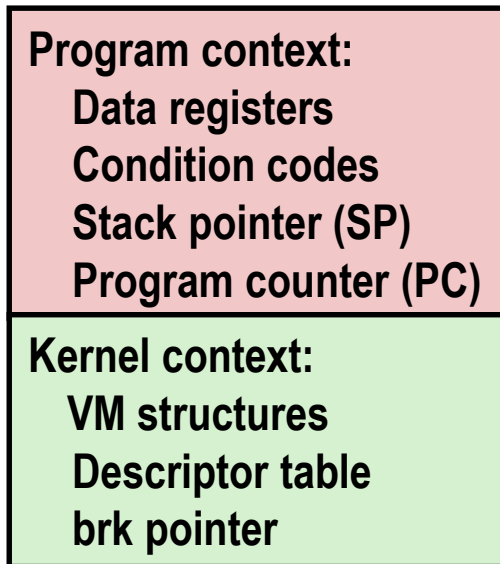 Program context:
Data registers
Condition codes
Stack pointer (SP)
Program counter (PC)
Kernel context:
VM structures
Descriptor table
brk pointer